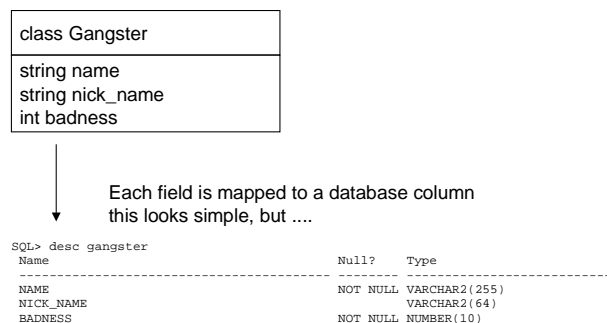 class Gangster
string name
string nick_name
int badness
Each field is mapped to a database column
this looks simple, but ....
SQL> desc gangster
Name Null? Type
----------------------------------------- -------- ----------------------------
NAME NOT NULL VARCHAR2(255)
NICK_NAME VARCHAR2(64)
BADNESS NOT NULL NUMBER(10)